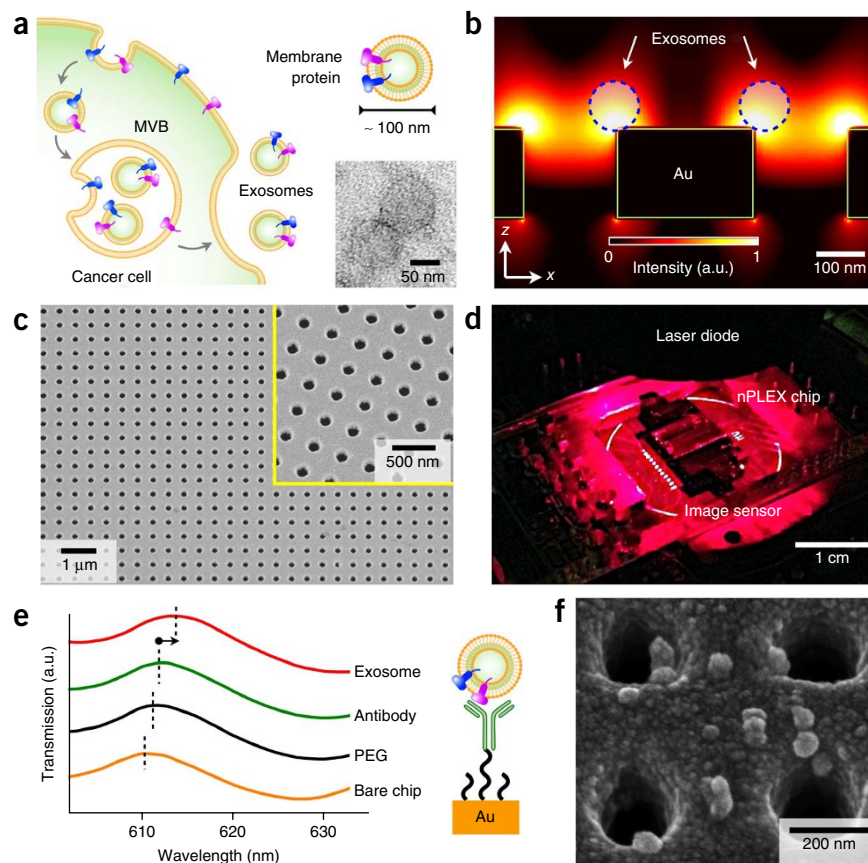 a
Membrane
protein
MVB
~ 100 nm
Exosomes
Cancer cell
50 nm
b
Exosomes
Au
z
x
0
1
Intensity (a.u.)
100 nm
c
500 nm
1 μm
d
Laser diode
nPLEX chip
Image sensor
1 cm
e
Transmission (a.u.)
Exosome
Antibody
PEG
Bare chip
610
620
630
Wavelength (nm)
Au
f
200 nm